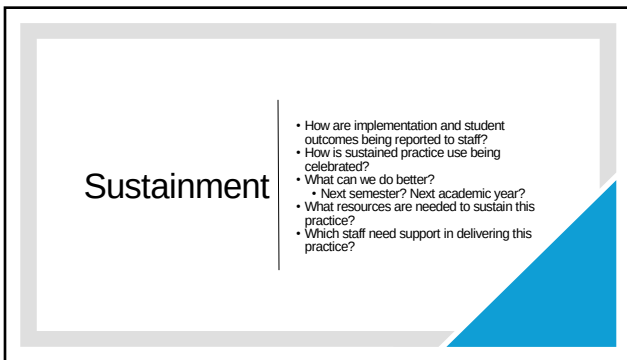 Sustainment
• How are implementation and student
outcomes being reported to staff?
• How is sustained practice use being
celebrated?
• What can we do better?
• Next semester? Next academic year?
• What resources are needed to sustain this
practice?
• Which staff need support in delivering this
practice?